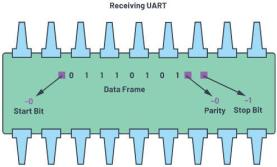 Receiving UART
0 1 1 1 0 1 0 1
Data Frame
~0
Start Bit
~0
Parity
~1
Stop Bit